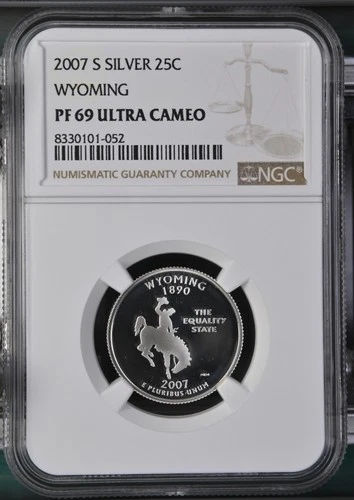 2007 S SILVER 25C
WYOMING
PF 69 ULTRA CAMEO
8330101-052
NUMISMATIC GUARANTY COMPANY
NGC
WYOMING
1890
THE
EQUALITY
STATE
2007
E PLURIBUS UNUM